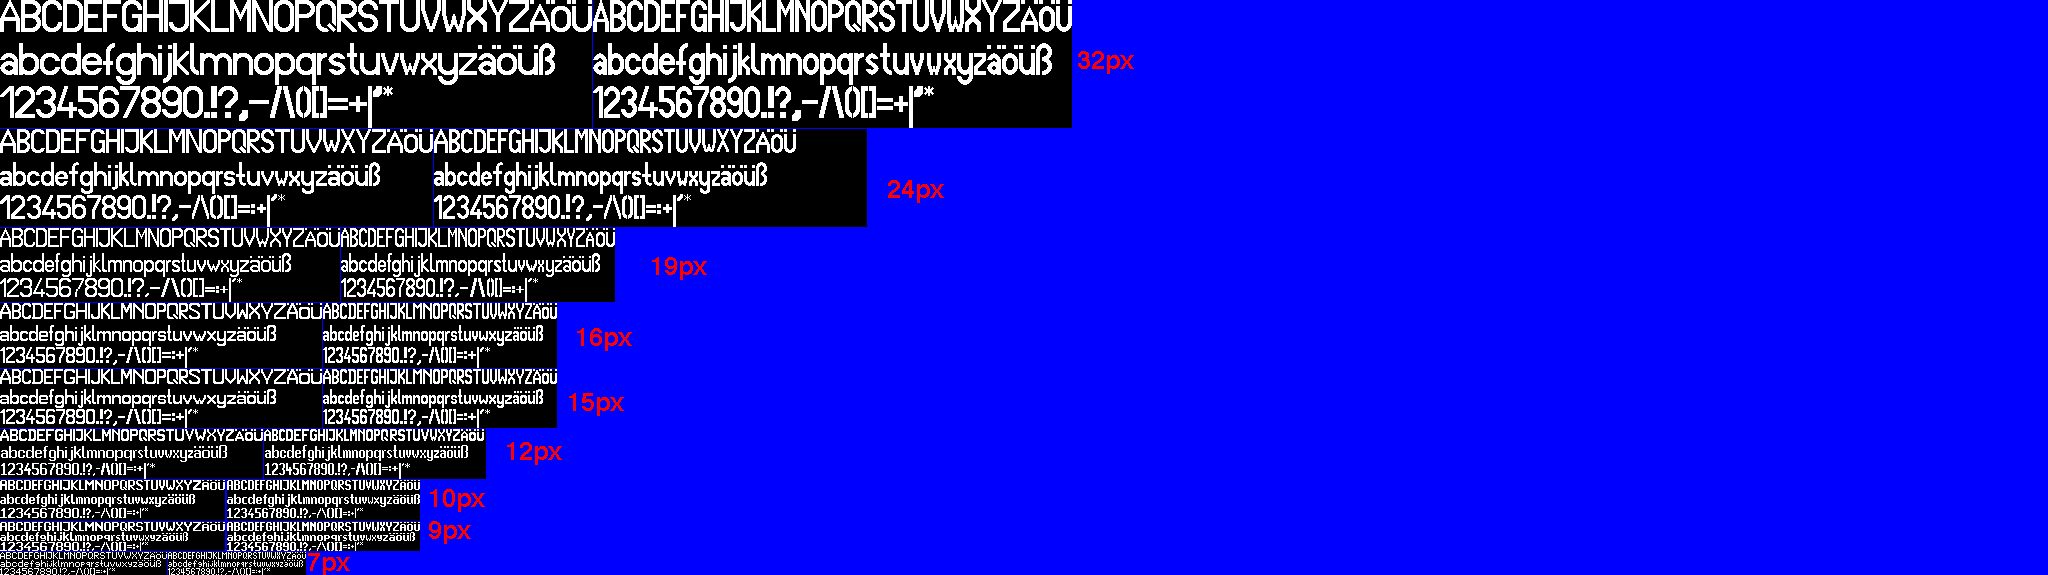 ABCDEFGHIJKLMNOPQRSTUVWXYZÄÖÜ ABCDEFGHIJKLMNOPQRSTUVWXYZÄÖÜ
abcdefghijklmnopqrstuvwxyzäöüß abcdefghijklmnopqrstuvwxyzäöüß
32px
1234567890.!?,-/\()[]=+|'* 1234567890.!?,-/\()[]=+|'*
ABCDEFGHIJKLMNOPQRSTUVWXYZÄÖÜ ABCDEFGHIJKLMNOPQRSTUVWXYZÄÖÜ
abcdefghijklmnopqrstuvwxyzäöüß abcdefghijklmnopqrstuvwxyzäöüß
24px
1234567890.!?,-/\()[]=:+|'* 1234567890.!?,-/\()[]=:+|'*
ABCDEFGHIJKLMNOPQRSTUVWXYZÄÖÜ ABCDEFGHIJKLMNOPQRSTUVWXYZÄÖÜ
abcdefghijklmnopqrstuvwxyzäöüß abcdefghijklmnopqrstuvwxyzäöüß
19px
1234567890.!?,-/\()[]=:+|'* 1234567890.!?,-/\()[]=:+|'*
ABCDEFGHIJKLMNOPQRSTUVWXYZÄÖÜ ABCDEFGHIJKLMNOPQRSTUVWXYZÄÖÜ
abcdefghijklmnopqrstuvwxyzäöüß abcdefghijklmnopqrstuvwxyzäöüß
16px
1234567890.!?,-/\()[]=:+|'* 1234567890.!?,-/\()[]=:+|'*
ABCDEFGHIJKLMNOPQRSTUVWXYZÄÖÜ ABCDEFGHIJKLMNOPQRSTUVWXYZÄÖÜ
abcdefghijklmnopqrstuvwxyzäöüß abcdefghijklmnopqrstuvwxyzäöüß
15px
1234567890.!?,-/\()[]=:+|'* 1234567890.!?,-/\()[]=:+|'*
ABCDEFGHIJKLMNOPQRSTUVWXYZÄÖÜ ABCDEFGHIJKLMNOPQRSTUVWXYZÄÖÜ
abcdefghijklmnopqrstuvwxyzäöüß abcdefghijklmnopqrstuvwxyzäöüß
12px
1234567890.!?,-/\()[]=:+|'* 1234567890.!?,-/\()[]=:+|'*
ABCDEFGHIJKLMNOPQRSTUVWXYZÄÖÜ ABCDEFGHIJKLMNOPQRSTUVWXYZÄÖÜ
abcdefghijklmnopqrstuvwxyzäöüß abcdefghijklmnopqrstuvwxyzäöüß
10px
1234567890.!?,-/\()[]=:+|'* 1234567890.!?,-/\()[]=:+|'*
ABCDEFGHIJKLMNOPQRSTUVWXYZÄÖÜ ABCDEFGHIJKLMNOPQRSTUVWXYZÄÖÜ
abcdefghijklmnopqrstuvwxyzäöüß abcdefghijklmnopqrstuvwxyzäöüß
9px
1234567890.!?,-/\()[]=:+|'* 1234567890.!?,-/\()[]=:+|'*
ABCDEFGHIJKLMNOPQRSTUVWXYZÄÖÜ ABCDEFGHIJKLMNOPQRSTUVWXYZÄÖÜ
abcdefghijklmnopqrstuvwxyzäöüß abcdefghijklmnopqrstuvwxyzäöüß
7px
1234567890.!?,-/\()[]=:+|'* 1234567890.!?,-/\()[]=:+|'*